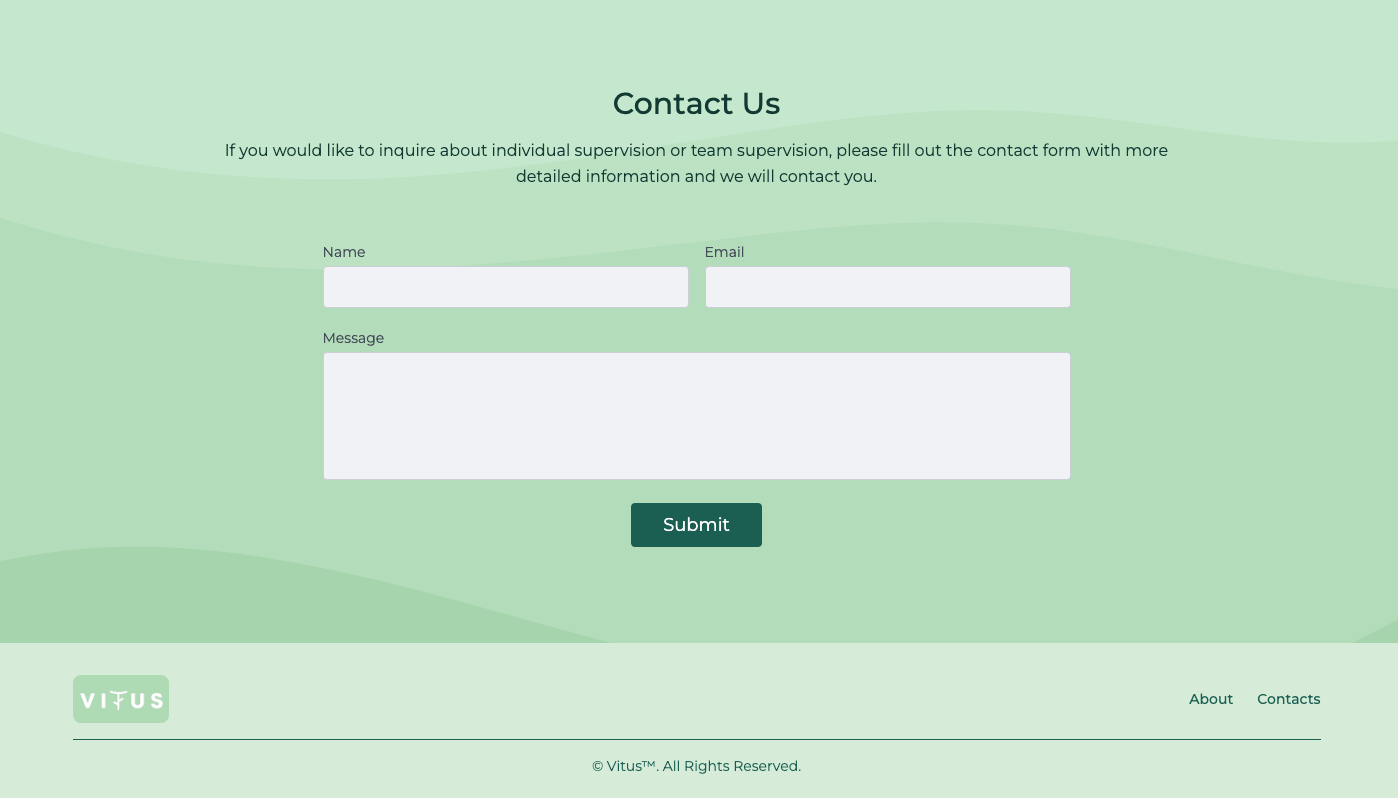 Contact Us
If you would like to inquire about individual supervision or team supervision, please fill out the contact form with more
detailed information and we will contact you.
Name
Email
Message
Submit
VITUS
About
Contacts
© Vitus™. All Rights Reserved.